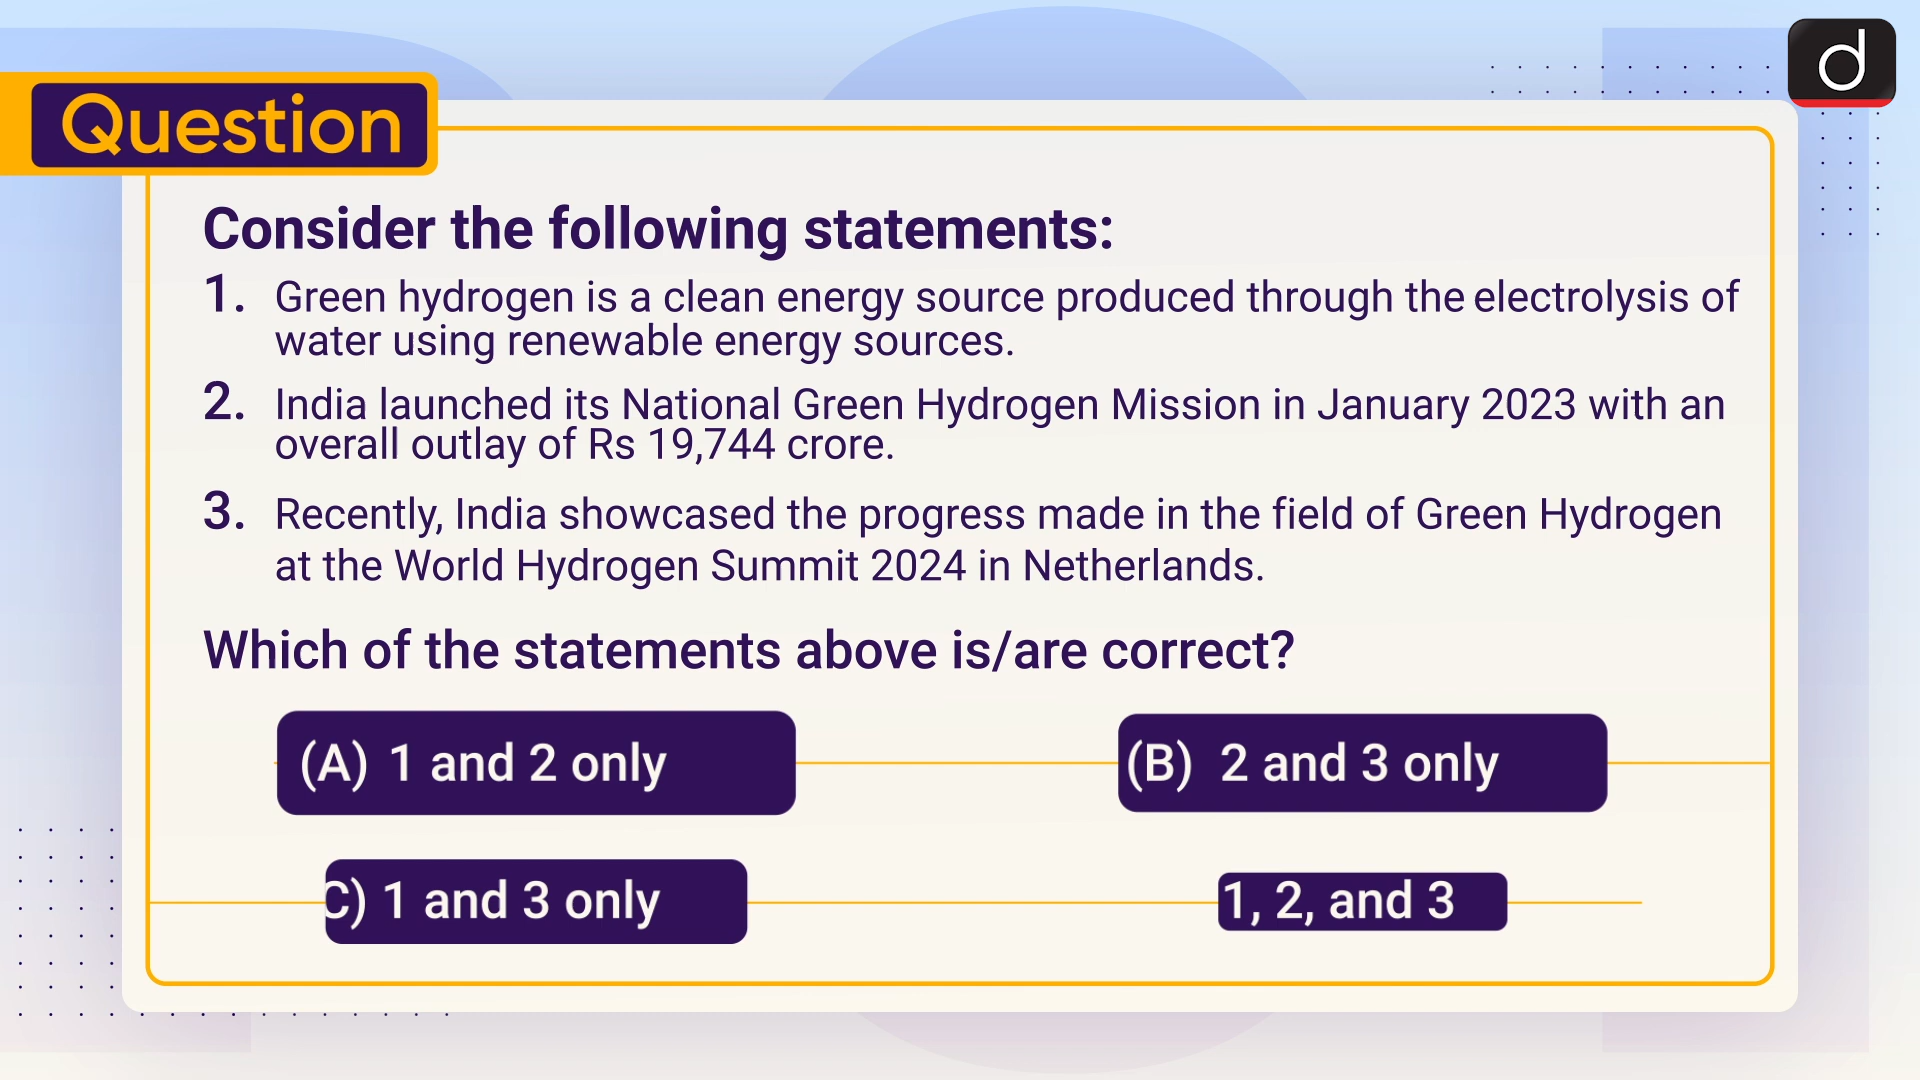 Question
Consider the following statements:
1. Green hydrogen is a clean energy source produced through the electrolysis of
water using renewable energy sources.
2. India launched its National Green Hydrogen Mission in January 2023 with an
overall outlay of Rs 19,744 crore.
3. Recently, India showcased the progress made in the field of Green Hydrogen
at the World Hydrogen Summit 2024 in Netherlands.
Which of the statements above is/are correct?
(A) 1 and 2 only
(B) 2 and 3 only
C) 1 and 3 only
1, 2, and 3
d